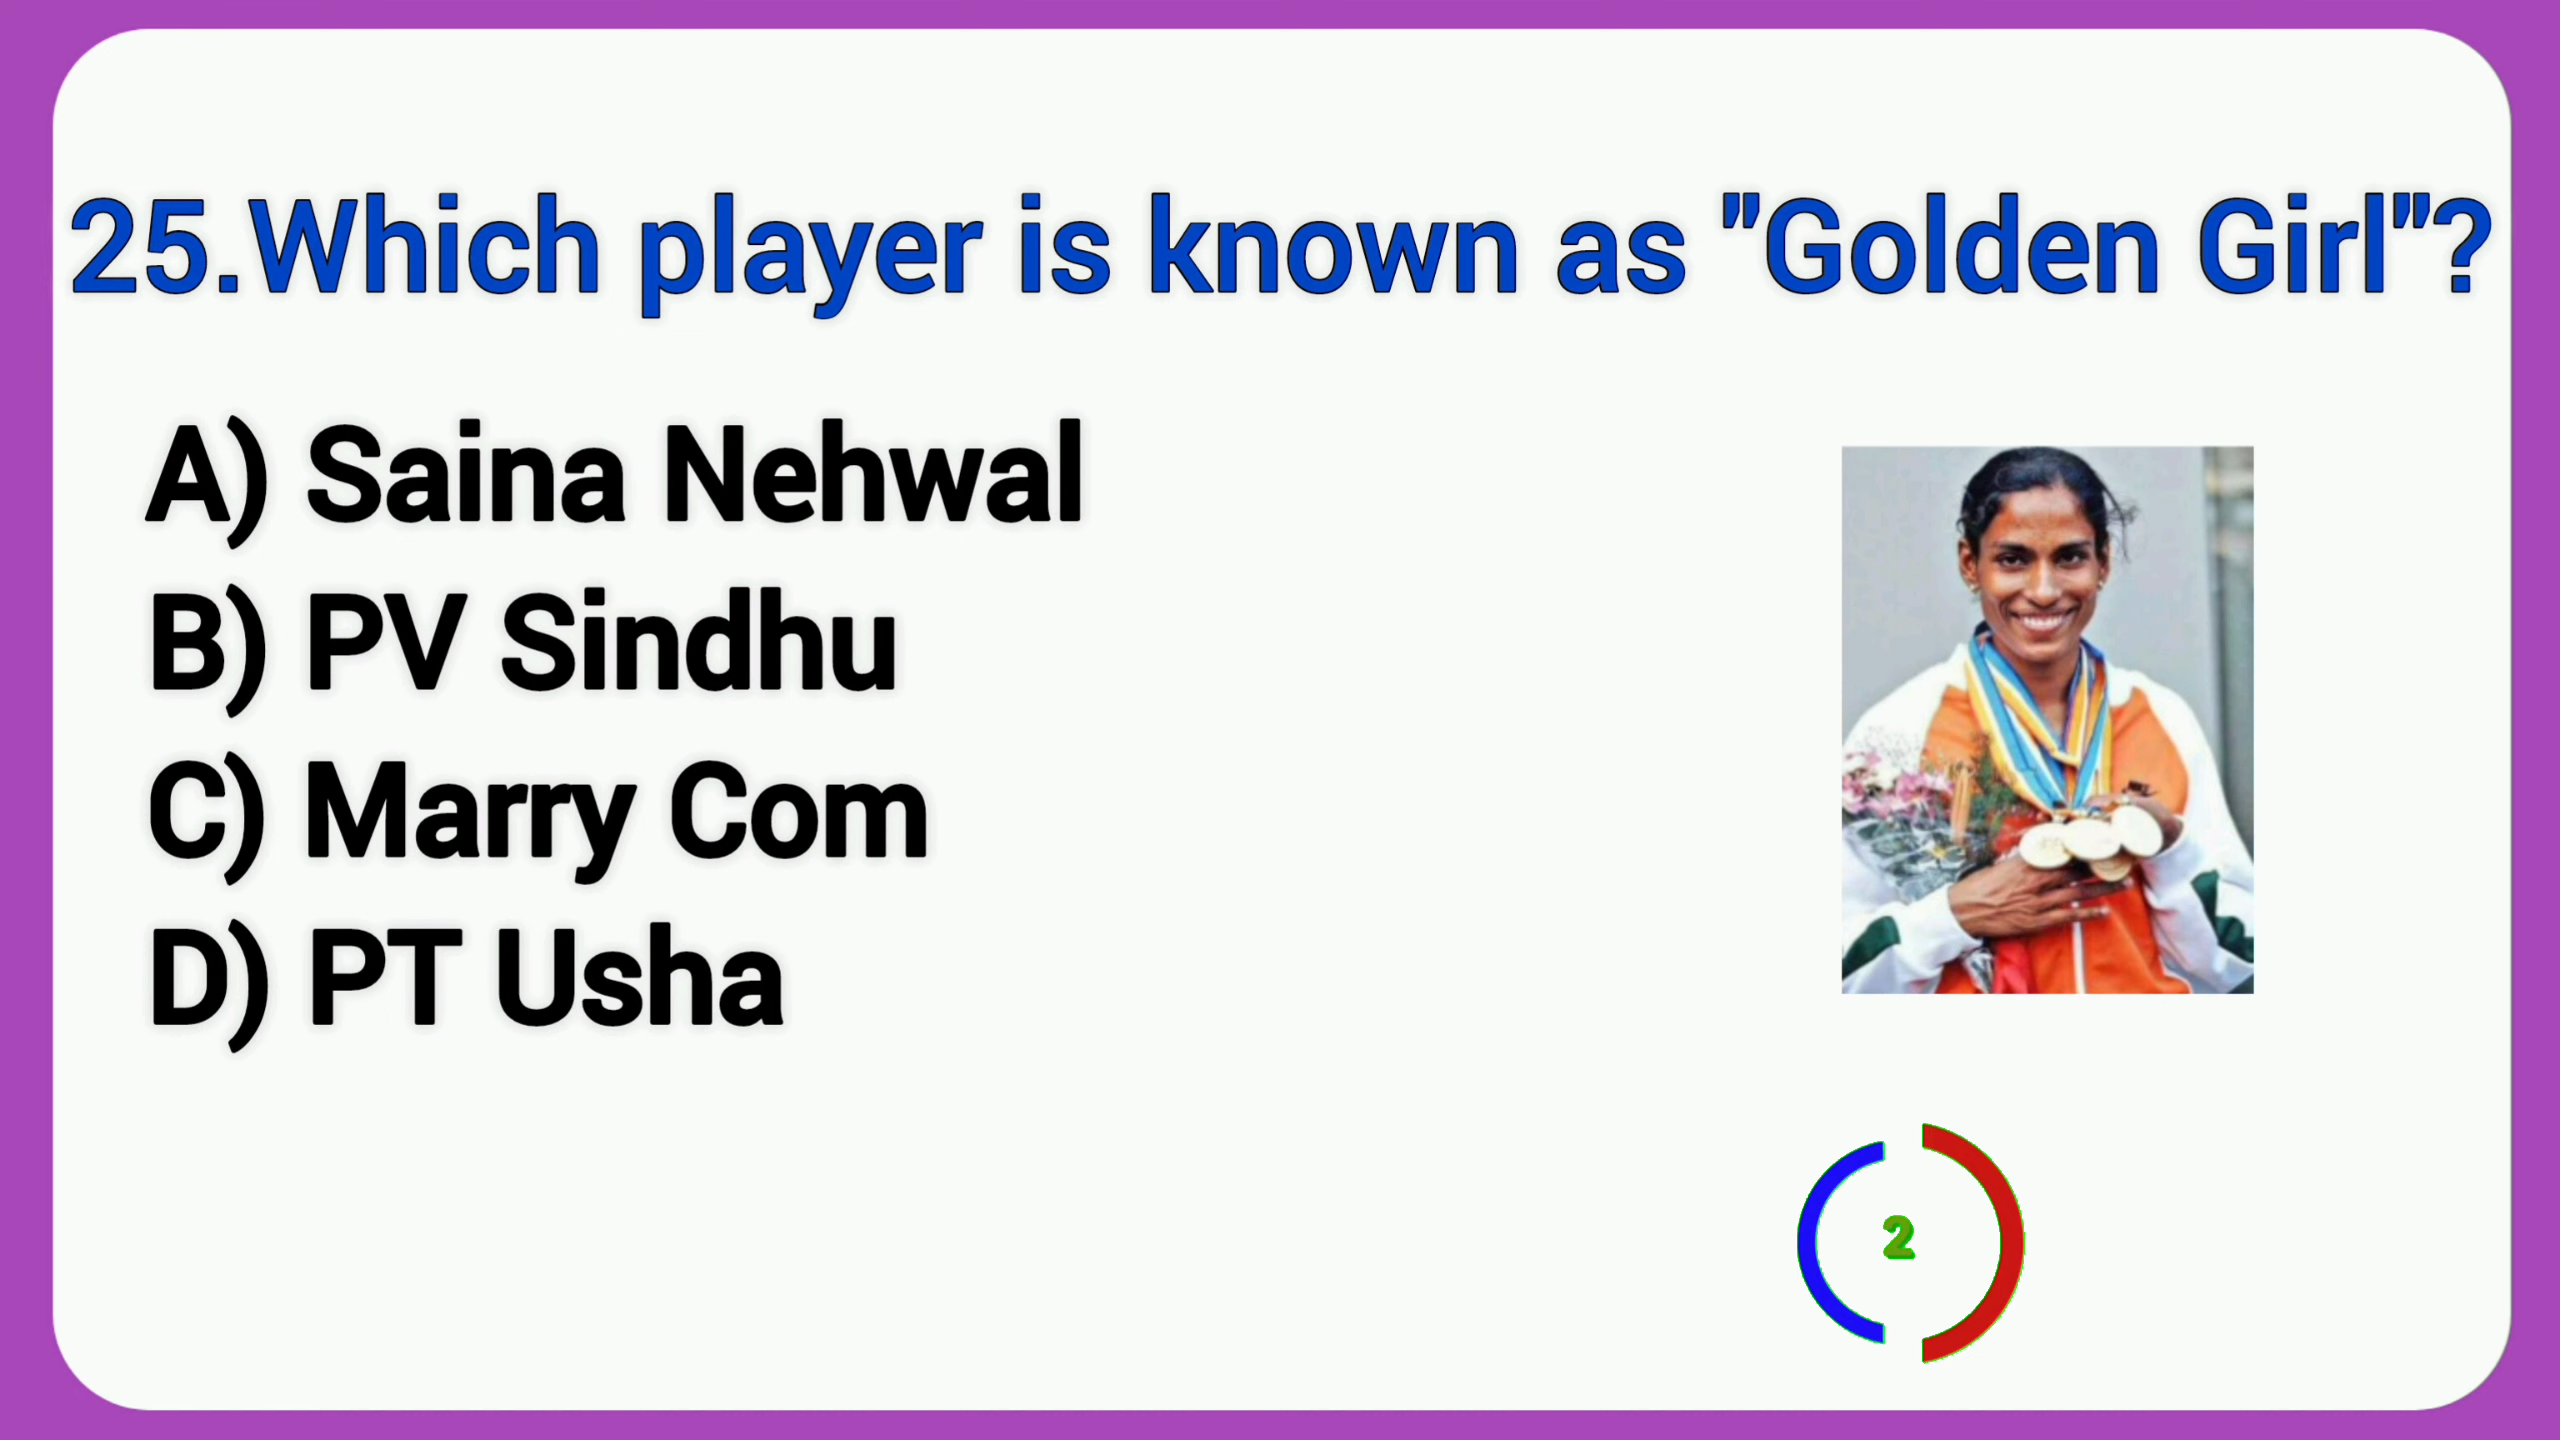 25.Which player is known as "Golden Girl"?
A) Saina Nehwal
B) PV Sindhu
C) Marry Com
D) PT Usha
2